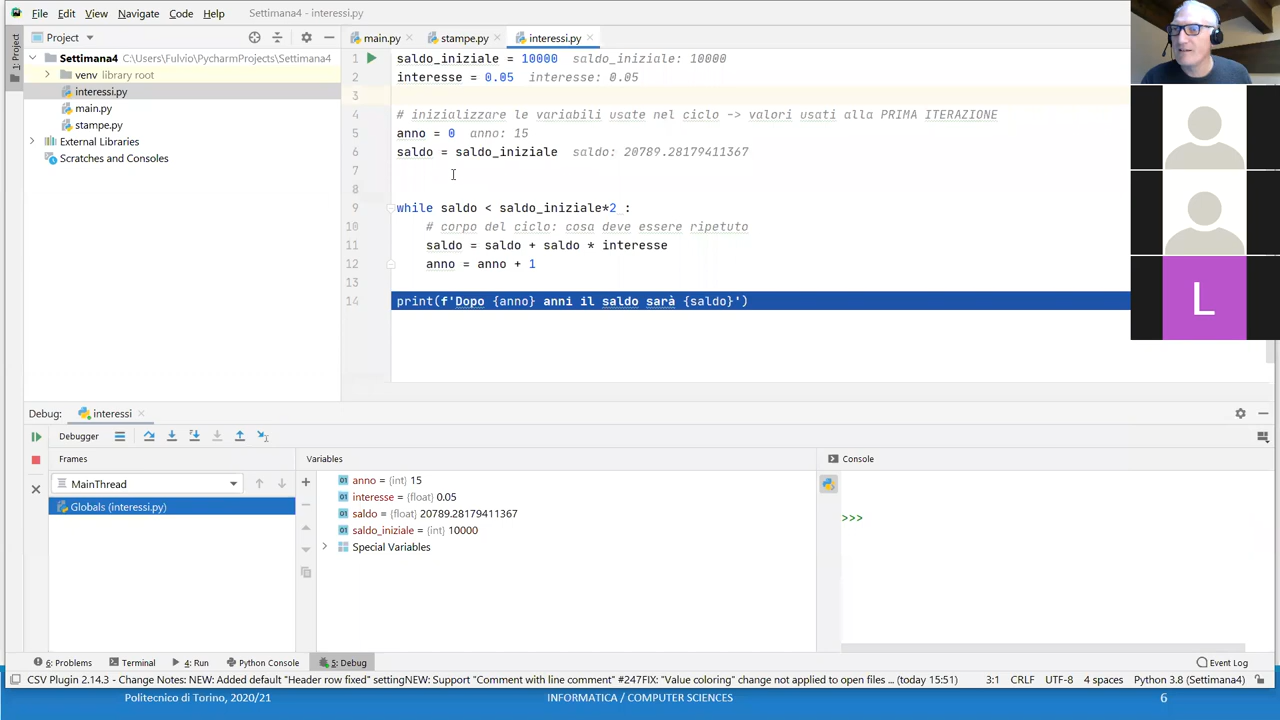 File Edit View Navigate Code Help Settimana4 - interessi.py
1: Project
Project
main.py
stampe.py
interessi.py
Settimana4 C:\Users\Fulvio\PycharmProjects\Settimana4
venv library root
interessi.py
main.py
stampe.py
External Libraries
Scratches and Consoles
1 saldo_iniziale = 10000 saldo_iniziale: 10000
2 interesse = 0.05 interesse: 0.05
3
4 # inizializzare le variabili usate nel ciclo -> valori usati alla PRIMA ITERAZIONE
5 anno = 0 anno: 15
6 saldo = saldo_iniziale saldo: 20789.28179411367
7
8
9 while saldo < saldo_iniziale*2 :
10 # corpo del ciclo: cosa deve essere ripetuto
11 saldo = saldo + saldo * interesse
12 anno = anno + 1
13
14 print(f'Dopo {anno} anni il saldo sarà {saldo}')
L
Debug: interessi
Debugger
Frames
Variables
Console
MainThread
Globals (interessi.py)
01 anno = {int} 15
01 interesse = {float} 0.05
01 saldo = {float} 20789.28179411367
01 saldo_iniziale = {int} 10000
Special Variables
>>>
6: Problems Terminal 4: Run Python Console 5: Debug Event Log
CSV Plugin 2.14.3 - Change Notes: NEW: Added default "Header row fixed" settingNEW: Support "Comment with line comment" #247FIX: "Value coloring" change not applied to open files ... (today 15:51) 3:1 CRLF UTF-8 4 spaces Python 3.8 (Settimana4)
Politecnico di Torino, 2020/21 INFORMATICA / COMPUTER SCIENCES 6